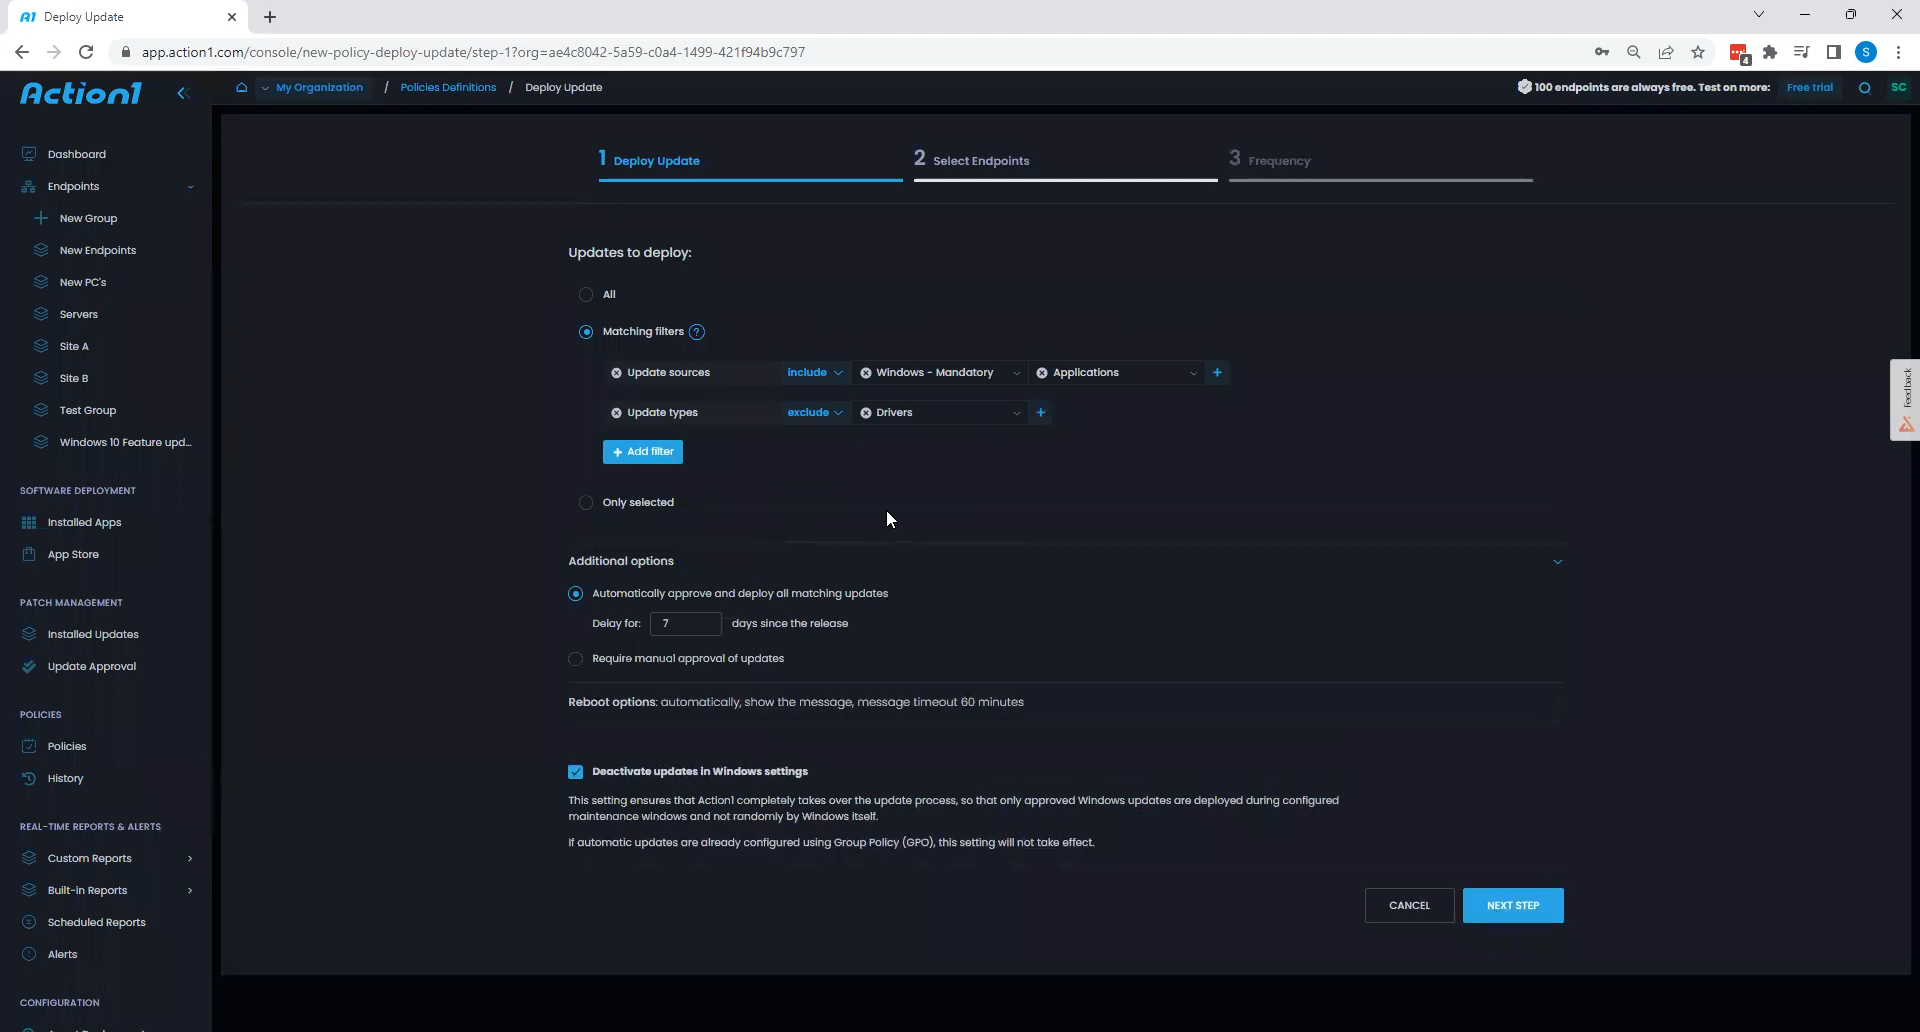 Deploy Update
app.action1.com/console/new-policy-deploy-update/step-1?org=ae4c8042-5a59-c0a4-1499-421f94b9c797
4
S
Action1
My Organization / Policies Definitions / Deploy Update
100 endpoints are always free. Test on more: Free trial
SC
Dashboard
Endpoints
New Group
New Endpoints
New PC's
Servers
Site A
Site B
Test Group
Windows 10 Feature upd...
SOFTWARE DEPLOYMENT
Installed Apps
App Store
PATCH MANAGEMENT
Installed Updates
Update Approval
POLICIES
Policies
History
REAL-TIME REPORTS & ALERTS
Custom Reports
Built-in Reports
Scheduled Reports
Alerts
CONFIGURATION
1 Deploy Update
2 Select Endpoints
3 Frequency
Updates to deploy:
All
Matching filters ?
Update sources include Windows - Mandatory Applications +
Update types exclude Drivers +
+ Add filter
Only selected
Additional options
Automatically approve and deploy all matching updates
Delay for: 7 days since the release
Require manual approval of updates
Reboot options: automatically, show the message, message timeout 60 minutes
Deactivate updates in Windows settings
This setting ensures that Action1 completely takes over the update process, so that only approved Windows updates are deployed during configured
maintenance windows and not randomly by Windows itself.
If automatic updates are already configured using Group Policy (GPO), this setting will not take effect.
CANCEL
NEXT STEP
Feedback